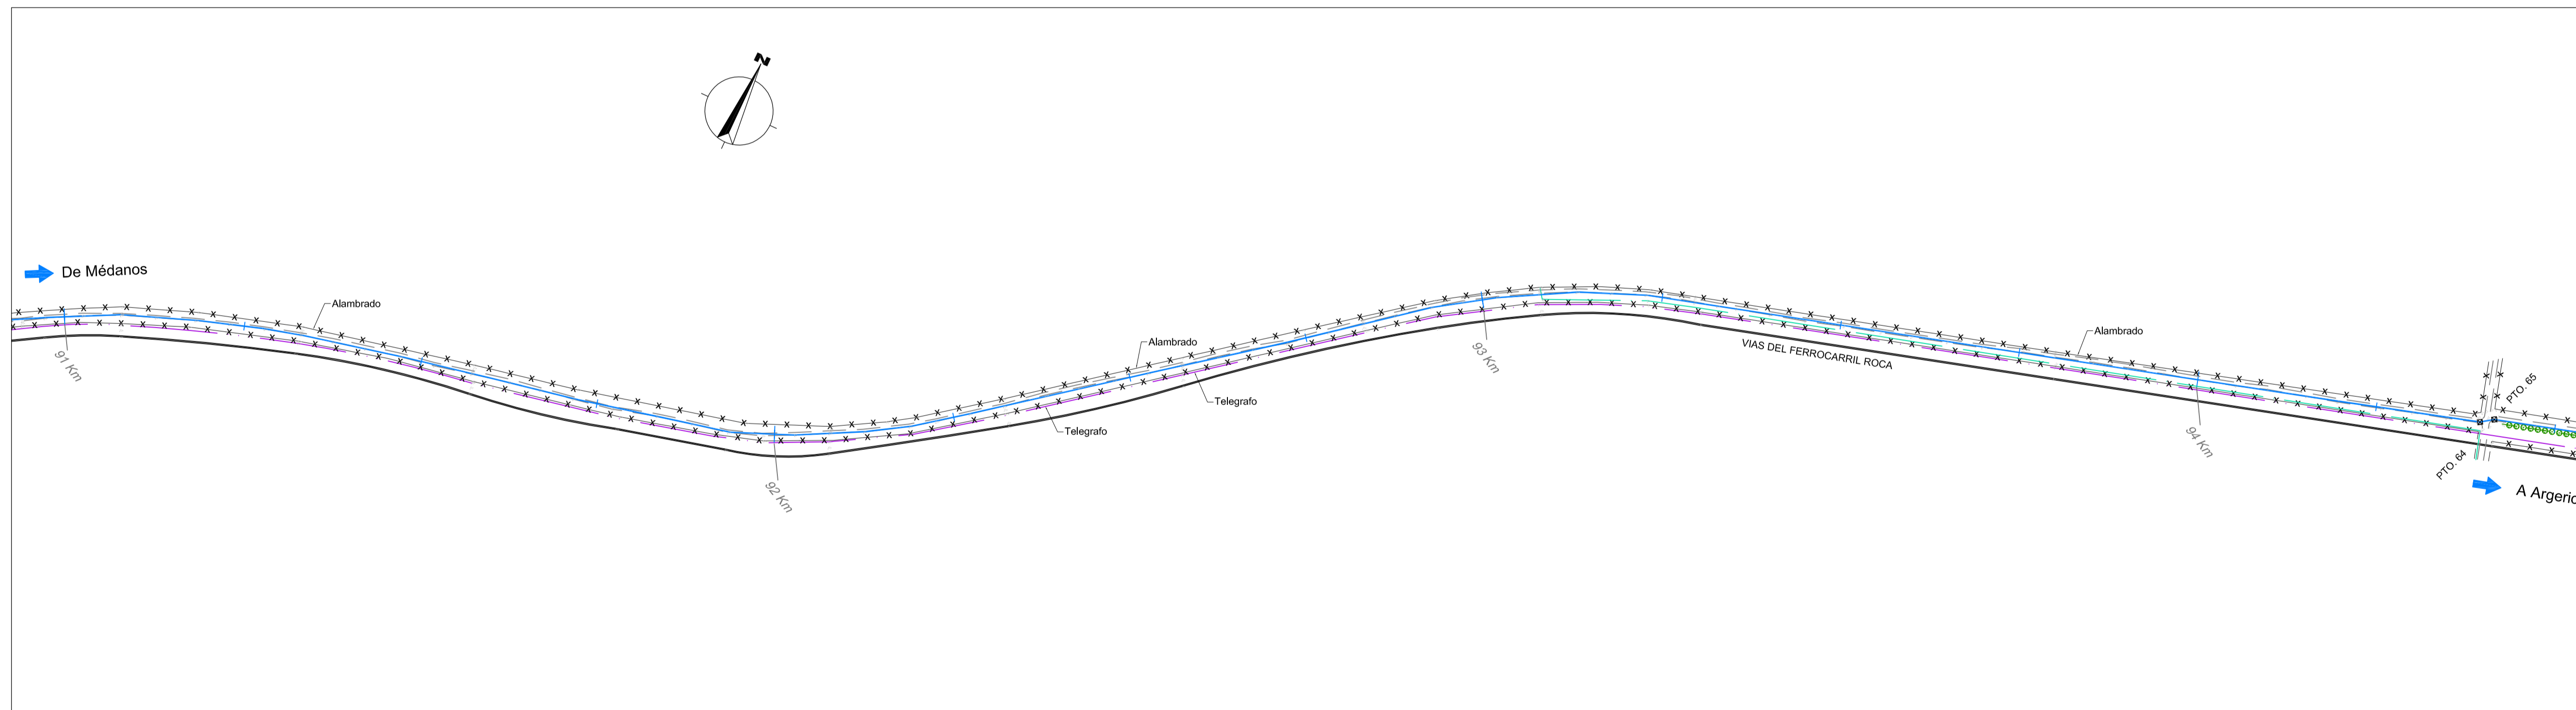 N
De Médanos
Alambrado
91 Km
Alambrado
Telegrafo
Telegrafo
92 Km
93 Km
VIAS DEL FERROCARRIL ROCA
Alambrado
94 Km
PTO. 65
PTO. 64
A Argeric